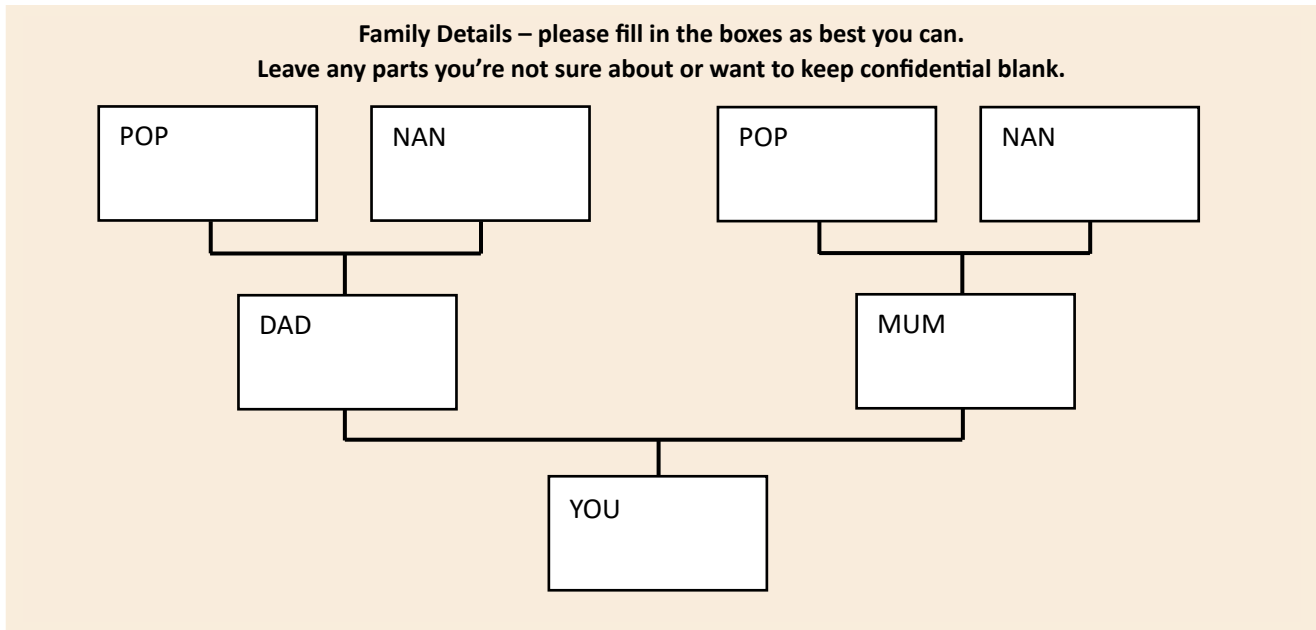 Family Details – please fill in the boxes as best you can.
Leave any parts you're not sure about or want to keep confidential blank.
POP
NAN
POP
NAN
DAD
MUM
YOU